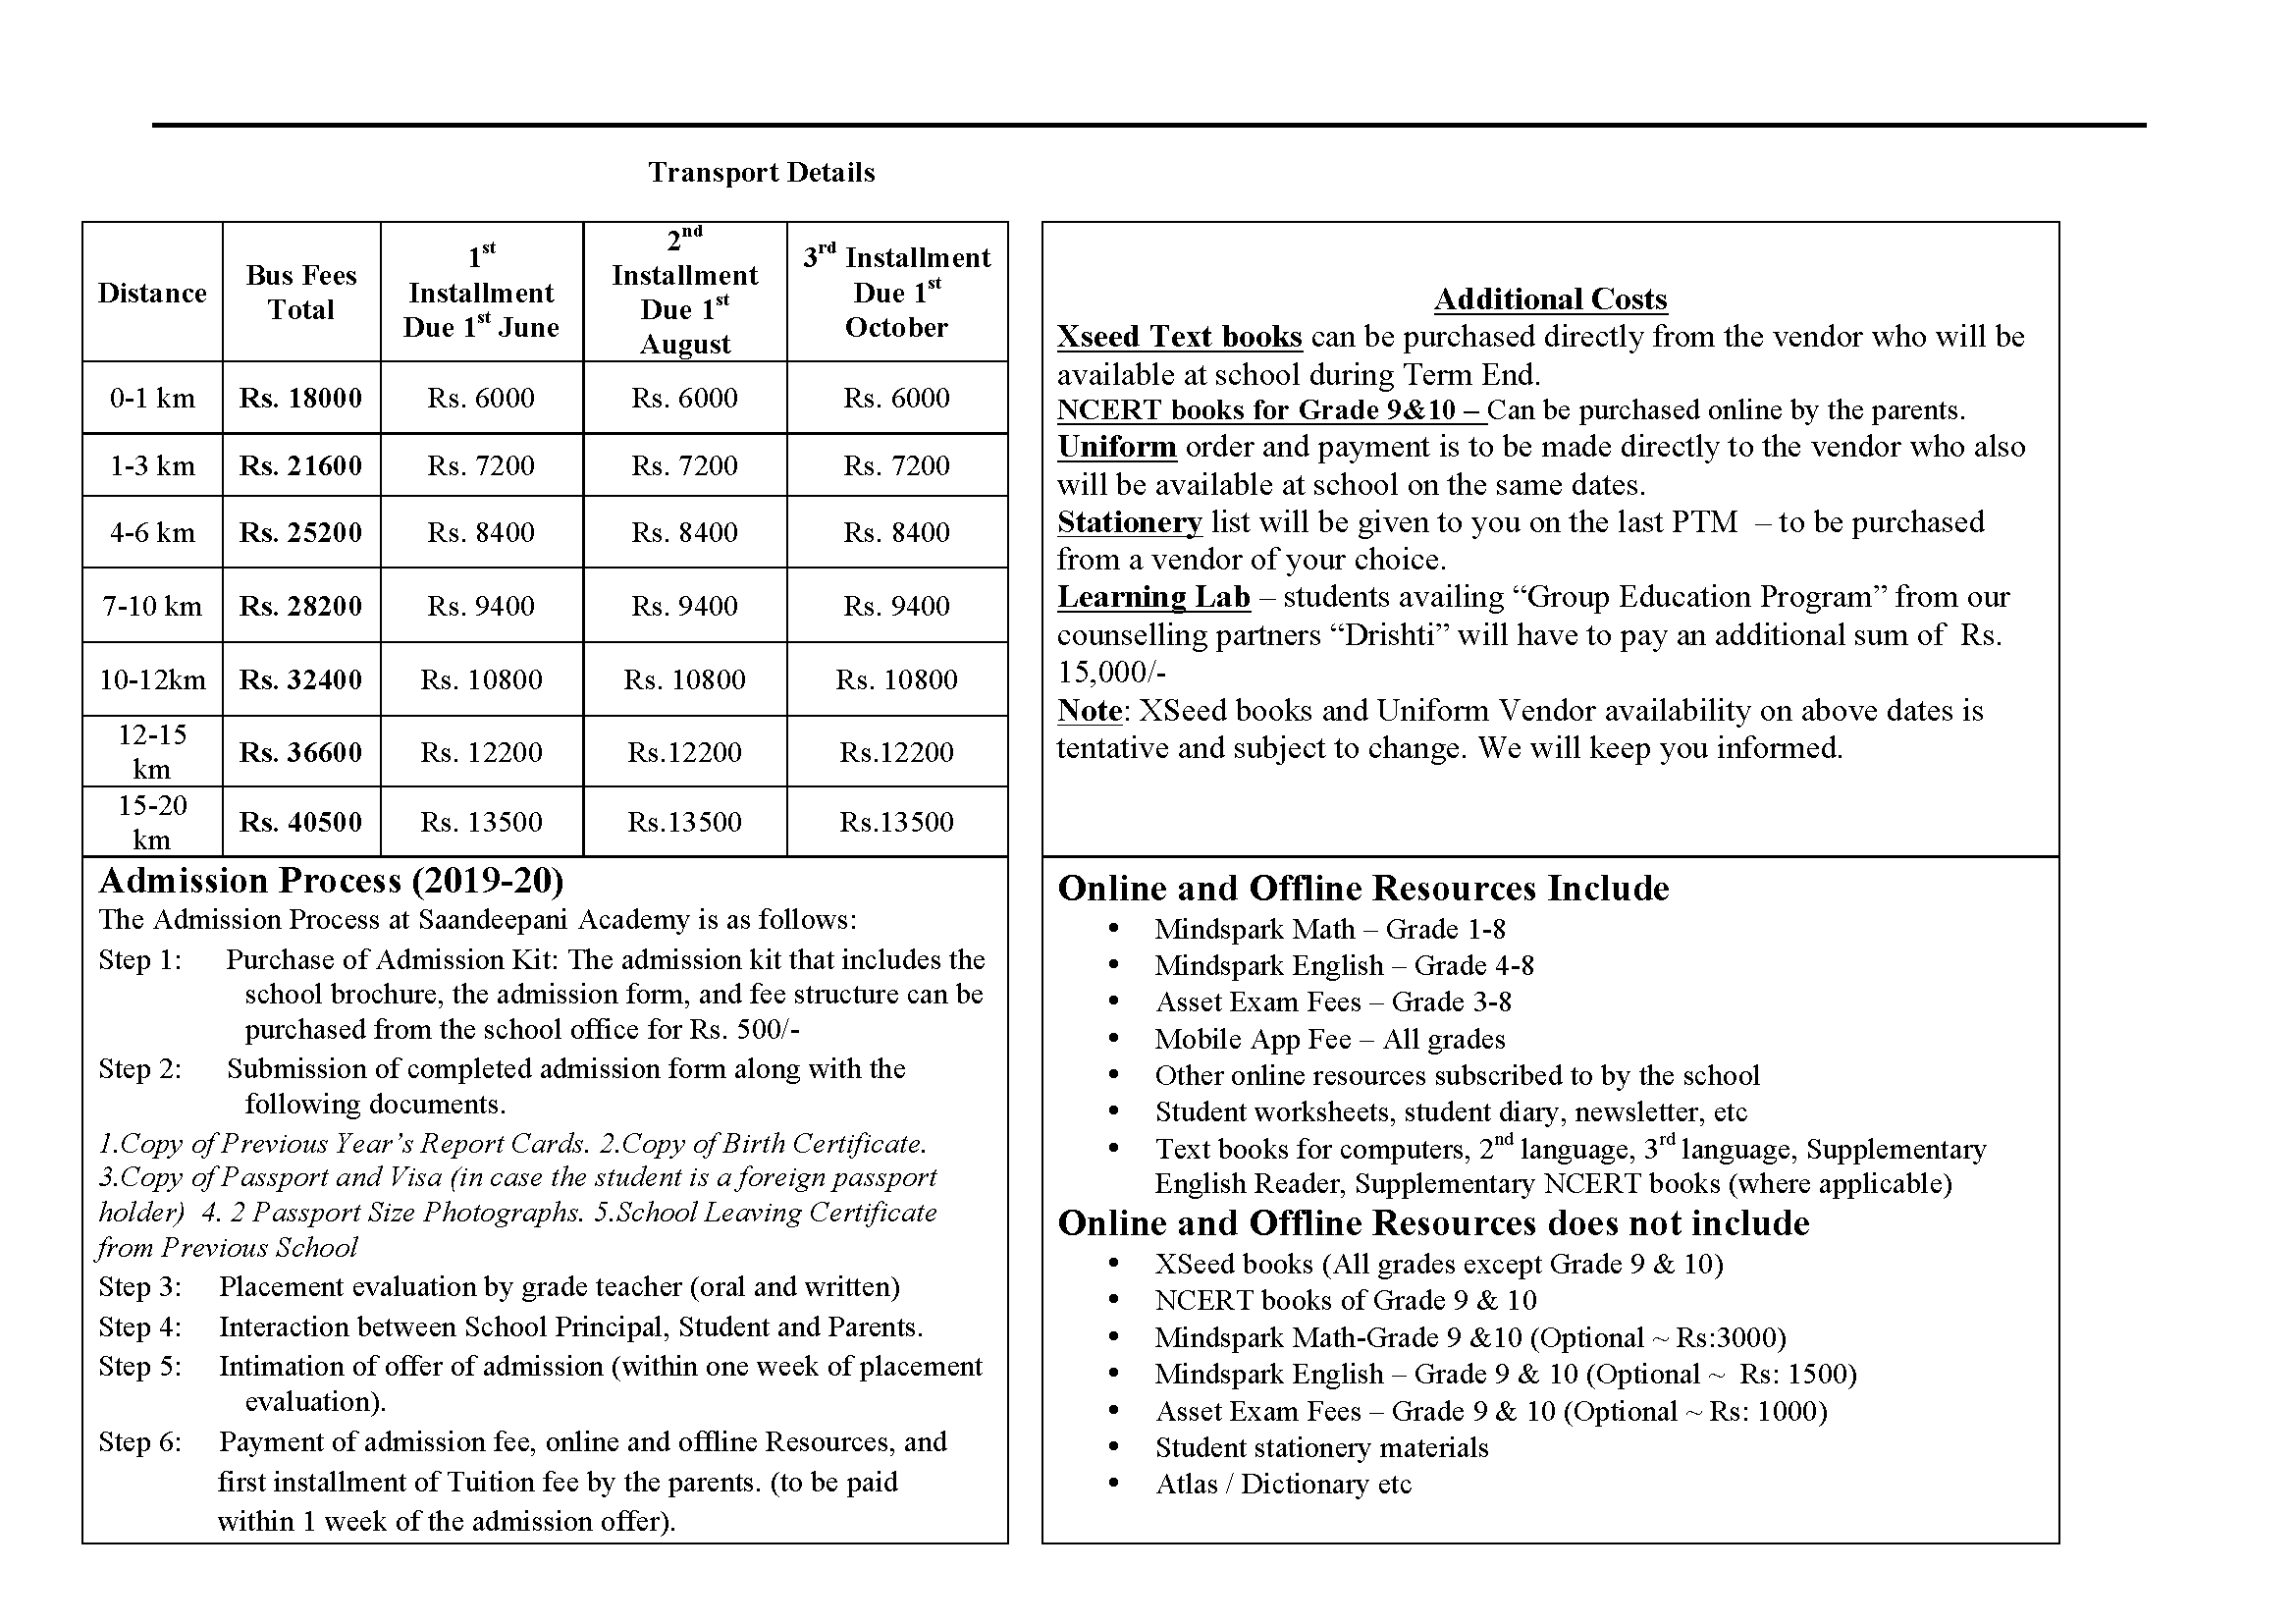 Transport Details
Distance
Bus Fees
Total
1st
Installment
Due 1st June
2nd
Installment
Due 1st
August
3rd Installment
Due 1st
October
0-1 km Rs. 18000 Rs. 6000 Rs. 6000 Rs. 6000
1-3 km Rs. 21600 Rs. 7200 Rs. 7200 Rs. 7200
4-6 km Rs. 25200 Rs. 8400 Rs. 8400 Rs. 8400
7-10 km Rs. 28200 Rs. 9400 Rs. 9400 Rs. 9400
10-12km Rs. 32400 Rs. 10800 Rs. 10800 Rs. 10800
12-15
km
Rs. 36600 Rs. 12200 Rs.12200 Rs.12200
15-20
km
Rs. 40500 Rs. 13500 Rs.13500 Rs.13500
Additional Costs
Xseed Text books can be purchased directly from the vendor who will be
available at school during Term End.
NCERT books for Grade 9&10 – Can be purchased online by the parents.
Uniform order and payment is to be made directly to the vendor who also
will be available at school on the same dates.
Stationery list will be given to you on the last PTM – to be purchased
from a vendor of your choice.
Learning Lab – students availing “Group Education Program” from our
counselling partners “Drishti” will have to pay an additional sum of Rs.
15,000/-
Note: XSeed books and Uniform Vendor availability on above dates is
tentative and subject to change. We will keep you informed.
Admission Process (2019-20)
The Admission Process at Saandeepani Academy is as follows:
Step 1: Purchase of Admission Kit: The admission kit that includes the
school brochure, the admission form, and fee structure can be
purchased from the school office for Rs. 500/-
Step 2: Submission of completed admission form along with the
following documents.
1.Copy of Previous Year’s Report Cards. 2.Copy of Birth Certificate.
3.Copy of Passport and Visa (in case the student is a foreign passport
holder) 4. 2 Passport Size Photographs. 5.School Leaving Certificate
from Previous School
Step 3: Placement evaluation by grade teacher (oral and written)
Step 4: Interaction between School Principal, Student and Parents.
Step 5: Intimation of offer of admission (within one week of placement
evaluation).
Step 6: Payment of admission fee, online and offline Resources, and
first installment of Tuition fee by the parents. (to be paid
within 1 week of the admission offer).
Online and Offline Resources Include
• Mindspark Math – Grade 1-8
• Mindspark English – Grade 4-8
• Asset Exam Fees – Grade 3-8
• Mobile App Fee – All grades
• Other online resources subscribed to by the school
• Student worksheets, student diary, newsletter, etc
• Text books for computers, 2nd language, 3rd language, Supplementary
English Reader, Supplementary NCERT books (where applicable)
Online and Offline Resources does not include
• XSeed books (All grades except Grade 9 & 10)
• NCERT books of Grade 9 & 10
• Mindspark Math-Grade 9 &10 (Optional ~ Rs:3000)
• Mindspark English – Grade 9 & 10 (Optional ~ Rs: 1500)
• Asset Exam Fees – Grade 9 & 10 (Optional ~ Rs: 1000)
• Student stationery materials
• Atlas / Dictionary etc